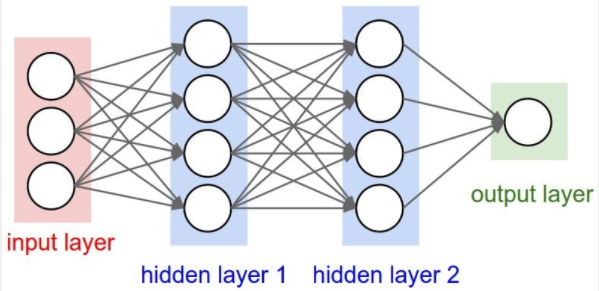 input layer
hidden layer 1
hidden layer 2
output layer